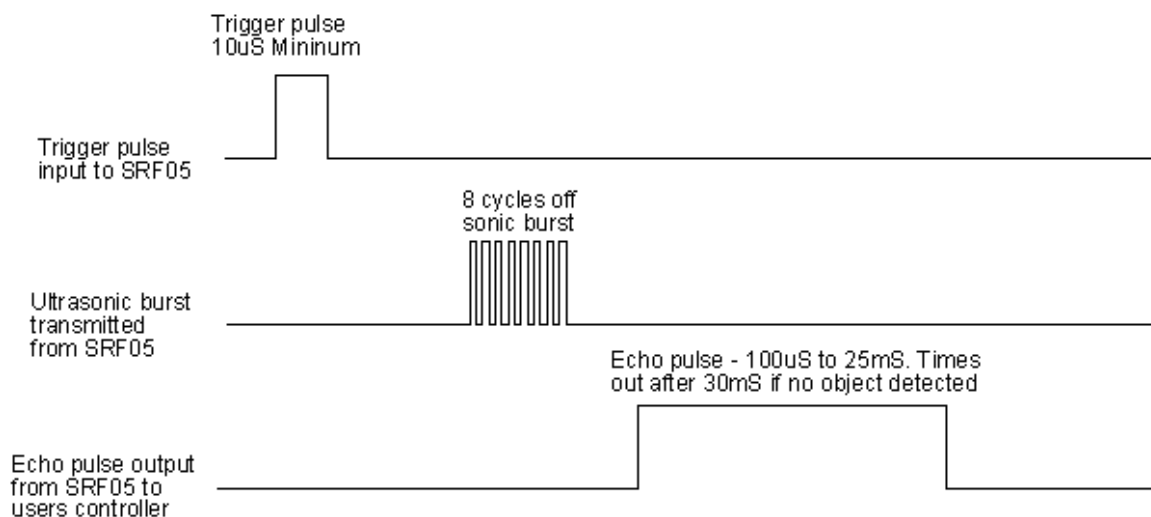 Trigger pulse
10uS Mininum
Trigger pulse
input to SRF05
8 cycles off
sonic burst
Ultrasonic burst
transmitted
from SRF05
Echo pulse - 100uS to 25mS. Times
out after 30mS if no object detected
Echo pulse output
from SRF05 to
users controller